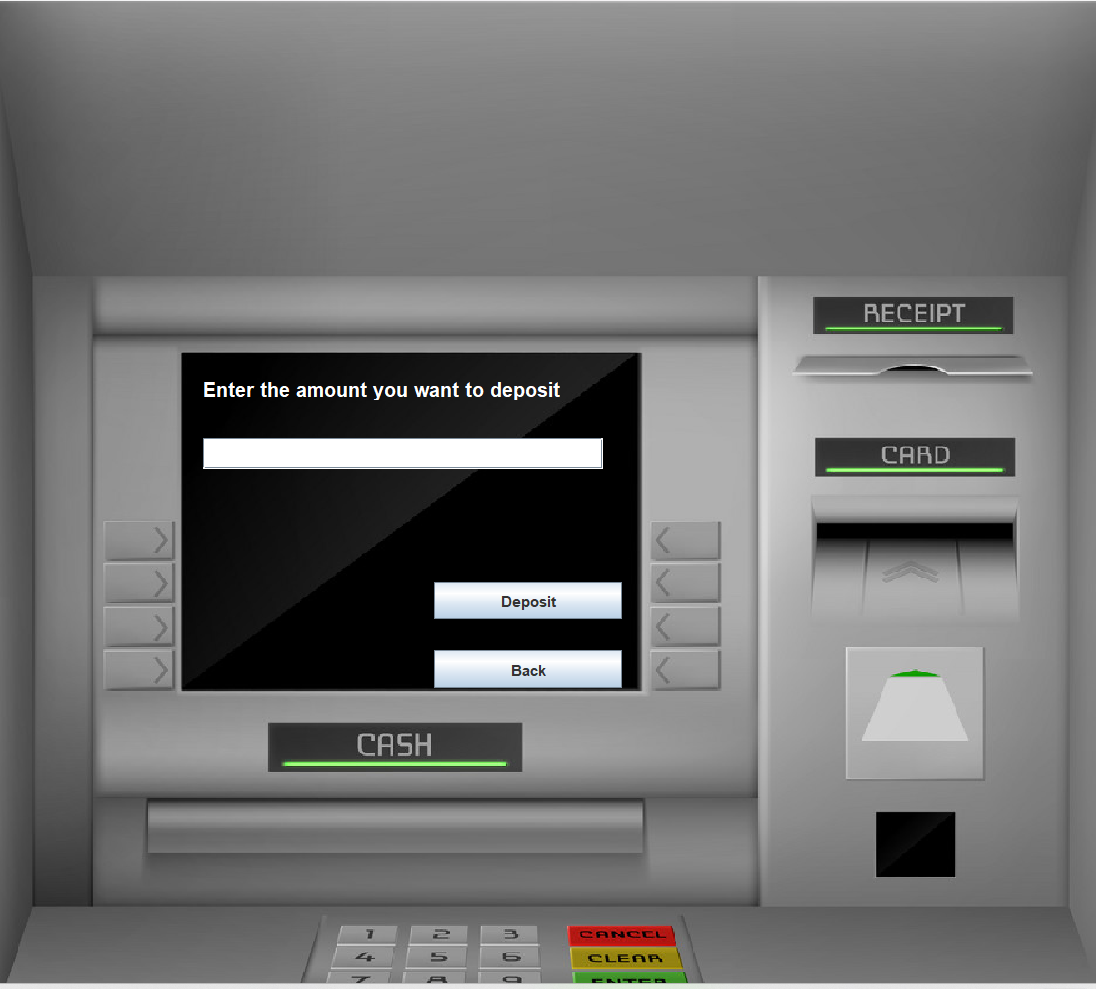 RECEIPT
Enter the amount you want to deposit
CARD
Deposit
Back
CASH
1 2 3 CANCEL
4 5 6 CLEAR
7 8 9 ENTER